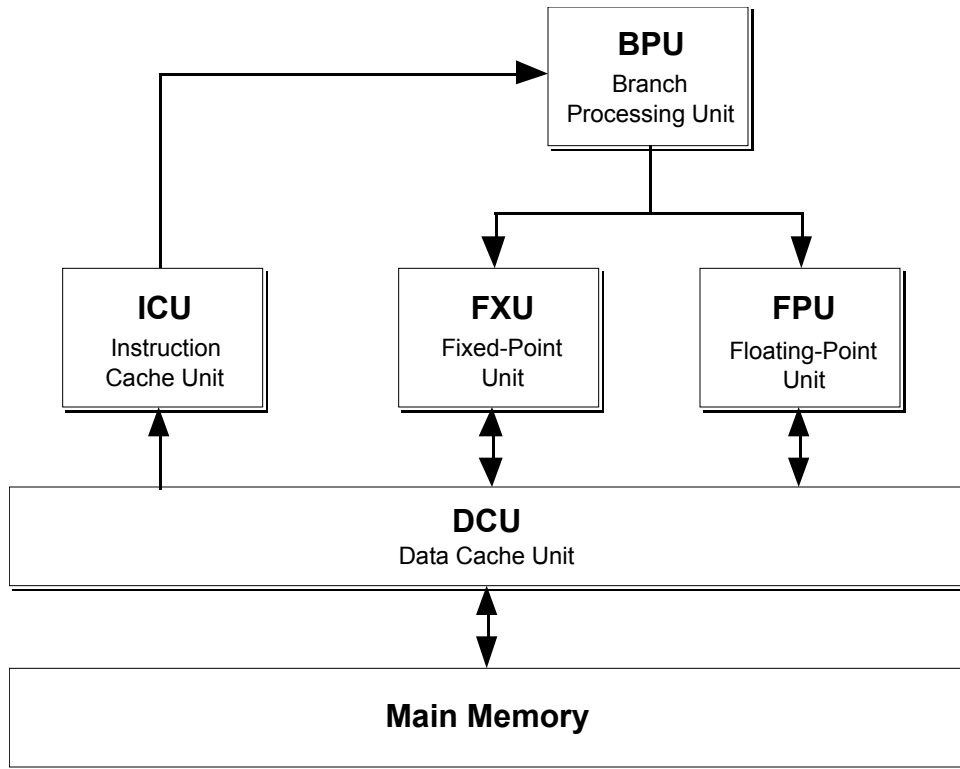 BPU
Branch
Processing Unit
ICU
Instruction
Cache Unit
FXU
Fixed-Point
Unit
FPU
Floating-Point
Unit
DCU
Data Cache Unit
Main Memory